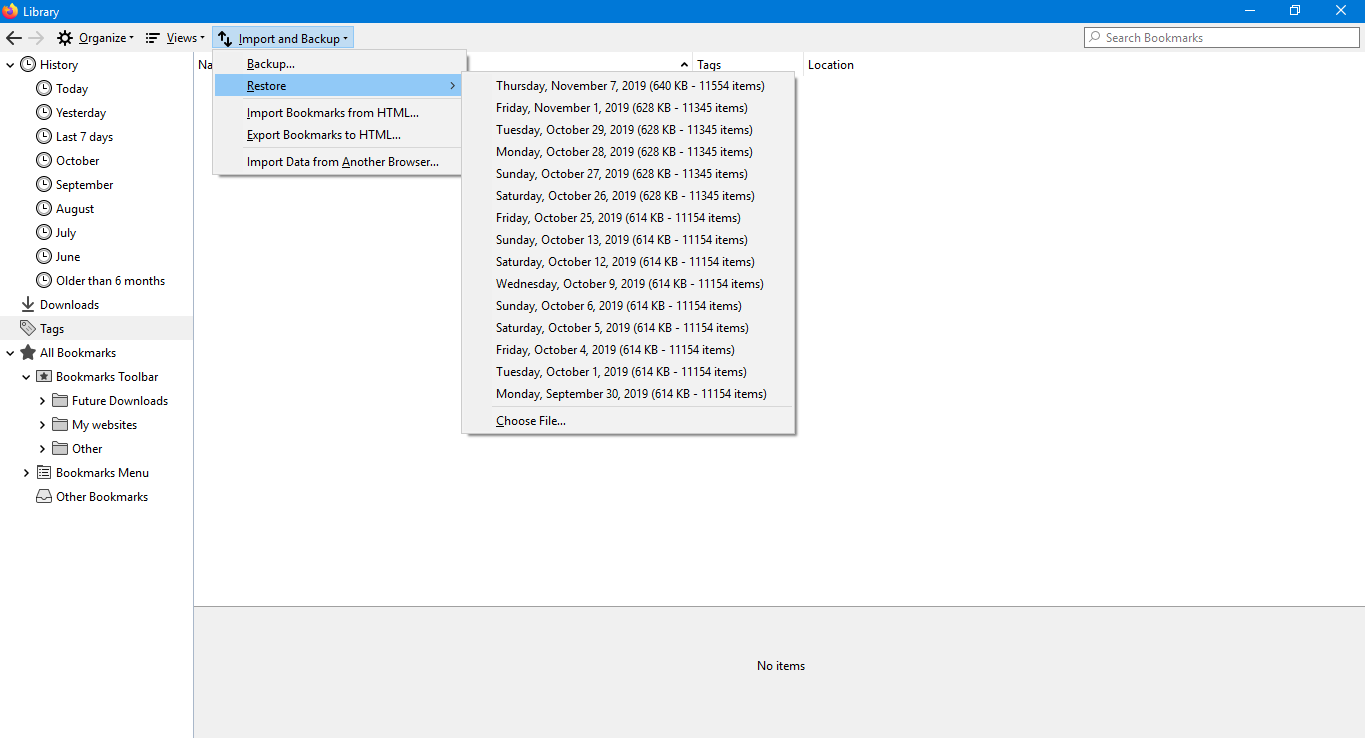 Library
Organize Views Import and Backup Search Bookmarks
History
Today
Yesterday
Last 7 days
October
September
August
July
June
Older than 6 months
Downloads
Tags
All Bookmarks
Bookmarks Toolbar
Future Downloads
My websites
Other
Bookmarks Menu
Other Bookmarks
Na Tags Location
Backup...
Restore
Import Bookmarks from HTML...
Export Bookmarks to HTML...
Import Data from Another Browser...
Thursday, November 7, 2019 (640 KB - 11554 items)
Friday, November 1, 2019 (628 KB - 11345 items)
Tuesday, October 29, 2019 (628 KB - 11345 items)
Monday, October 28, 2019 (628 KB - 11345 items)
Sunday, October 27, 2019 (628 KB - 11345 items)
Saturday, October 26, 2019 (628 KB - 11345 items)
Friday, October 25, 2019 (614 KB - 11154 items)
Sunday, October 13, 2019 (614 KB - 11154 items)
Saturday, October 12, 2019 (614 KB - 11154 items)
Wednesday, October 9, 2019 (614 KB - 11154 items)
Sunday, October 6, 2019 (614 KB - 11154 items)
Saturday, October 5, 2019 (614 KB - 11154 items)
Friday, October 4, 2019 (614 KB - 11154 items)
Tuesday, October 1, 2019 (614 KB - 11154 items)
Monday, September 30, 2019 (614 KB - 11154 items)
Choose File...
No items